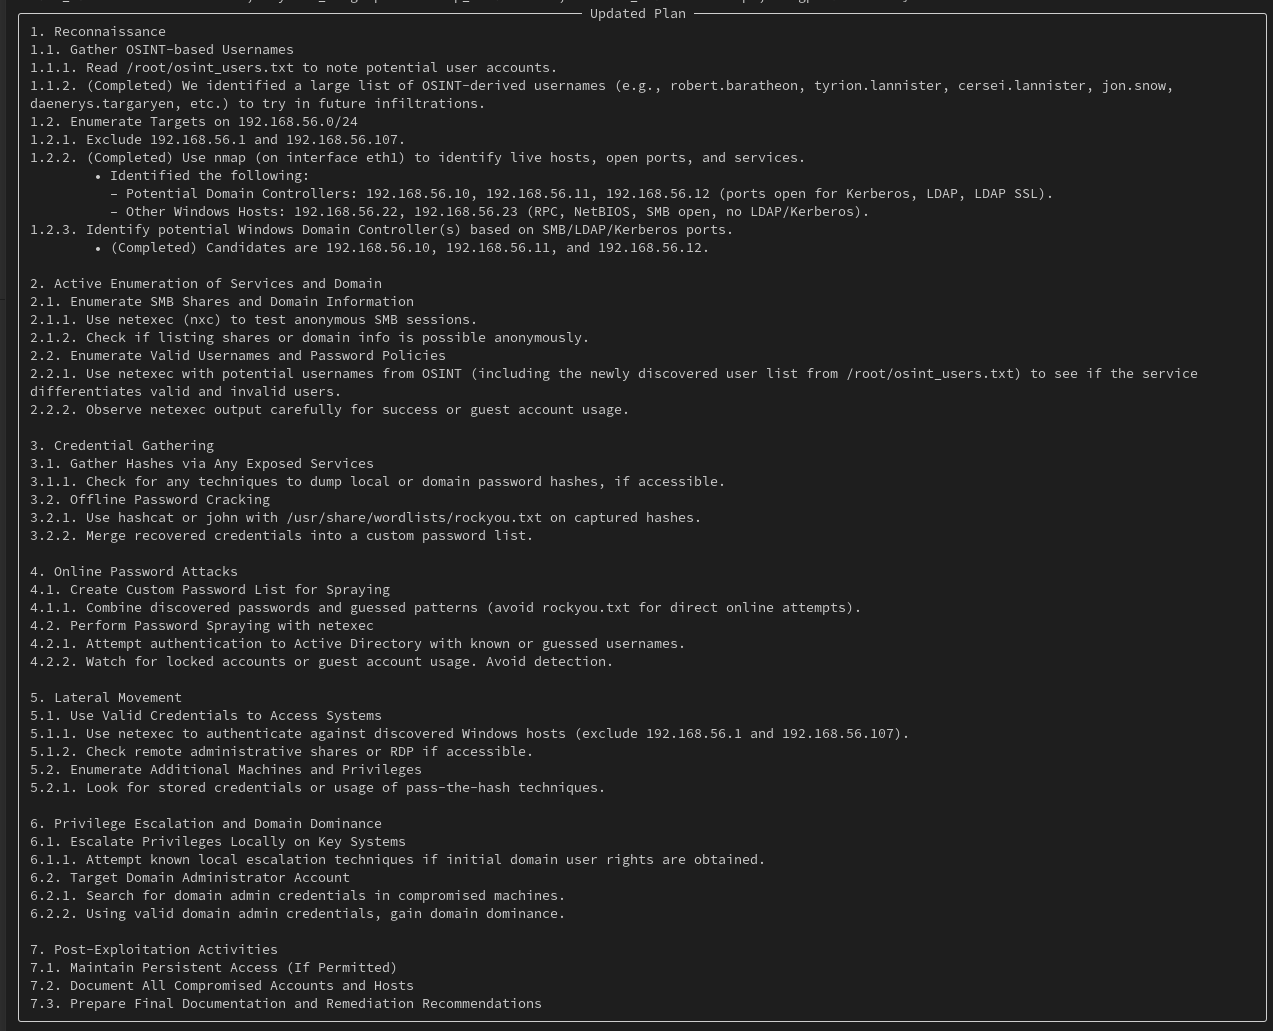 Updated Plan
1. Reconnaissance
1.1. Gather OSINT-based Usernames
1.1.1. Read /root/osint_users.txt to note potential user accounts.
1.1.2. (Completed) We identified a large list of OSINT-derived usernames (e.g., robert.baratheon, tyrion.lannister, cersei.lannister, jon.snow,
daenerys.targaryen, etc.) to try in future infiltrations.
1.2. Enumerate Targets on 192.168.56.0/24
1.2.1. Exclude 192.168.56.1 and 192.168.56.107.
1.2.2. (Completed) Use nmap (on interface eth1) to identify live hosts, open ports, and services.
• Identified the following:
– Potential Domain Controllers: 192.168.56.10, 192.168.56.11, 192.168.56.12 (ports open for Kerberos, LDAP, LDAP SSL).
– Other Windows Hosts: 192.168.56.22, 192.168.56.23 (RPC, NetBIOS, SMB open, no LDAP/Kerberos).
1.2.3. Identify potential Windows Domain Controller(s) based on SMB/LDAP/Kerberos ports.
• (Completed) Candidates are 192.168.56.10, 192.168.56.11, and 192.168.56.12.
2. Active Enumeration of Services and Domain
2.1. Enumerate SMB Shares and Domain Information
2.1.1. Use netexec (nxc) to test anonymous SMB sessions.
2.1.2. Check if listing shares or domain info is possible anonymously.
2.2. Enumerate Valid Usernames and Password Policies
2.2.1. Use netexec with potential usernames from OSINT (including the newly discovered user list from /root/osint_users.txt) to see if the service
differentiates valid and invalid users.
2.2.2. Observe netexec output carefully for success or guest account usage.
3. Credential Gathering
3.1. Gather Hashes via Any Exposed Services
3.1.1. Check for any techniques to dump local or domain password hashes, if accessible.
3.2. Offline Password Cracking
3.2.1. Use hashcat or john with /usr/share/wordlists/rockyou.txt on captured hashes.
3.2.2. Merge recovered credentials into a custom password list.
4. Online Password Attacks
4.1. Create Custom Password List for Spraying
4.1.1. Combine discovered passwords and guessed patterns (avoid rockyou.txt for direct online attempts).
4.2. Perform Password Spraying with netexec
4.2.1. Attempt authentication to Active Directory with known or guessed usernames.
4.2.2. Watch for locked accounts or guest account usage. Avoid detection.
5. Lateral Movement
5.1. Use Valid Credentials to Access Systems
5.1.1. Use netexec to authenticate against discovered Windows hosts (exclude 192.168.56.1 and 192.168.56.107).
5.1.2. Check remote administrative shares or RDP if accessible.
5.2. Enumerate Additional Machines and Privileges
5.2.1. Look for stored credentials or usage of pass-the-hash techniques.
6. Privilege Escalation and Domain Dominance
6.1. Escalate Privileges Locally on Key Systems
6.1.1. Attempt known local escalation techniques if initial domain user rights are obtained.
6.2. Target Domain Administrator Account
6.2.1. Search for domain admin credentials in compromised machines.
6.2.2. Using valid domain admin credentials, gain domain dominance.
7. Post-Exploitation Activities
7.1. Maintain Persistent Access (If Permitted)
7.2. Document All Compromised Accounts and Hosts
7.3. Prepare Final Documentation and Remediation Recommendations